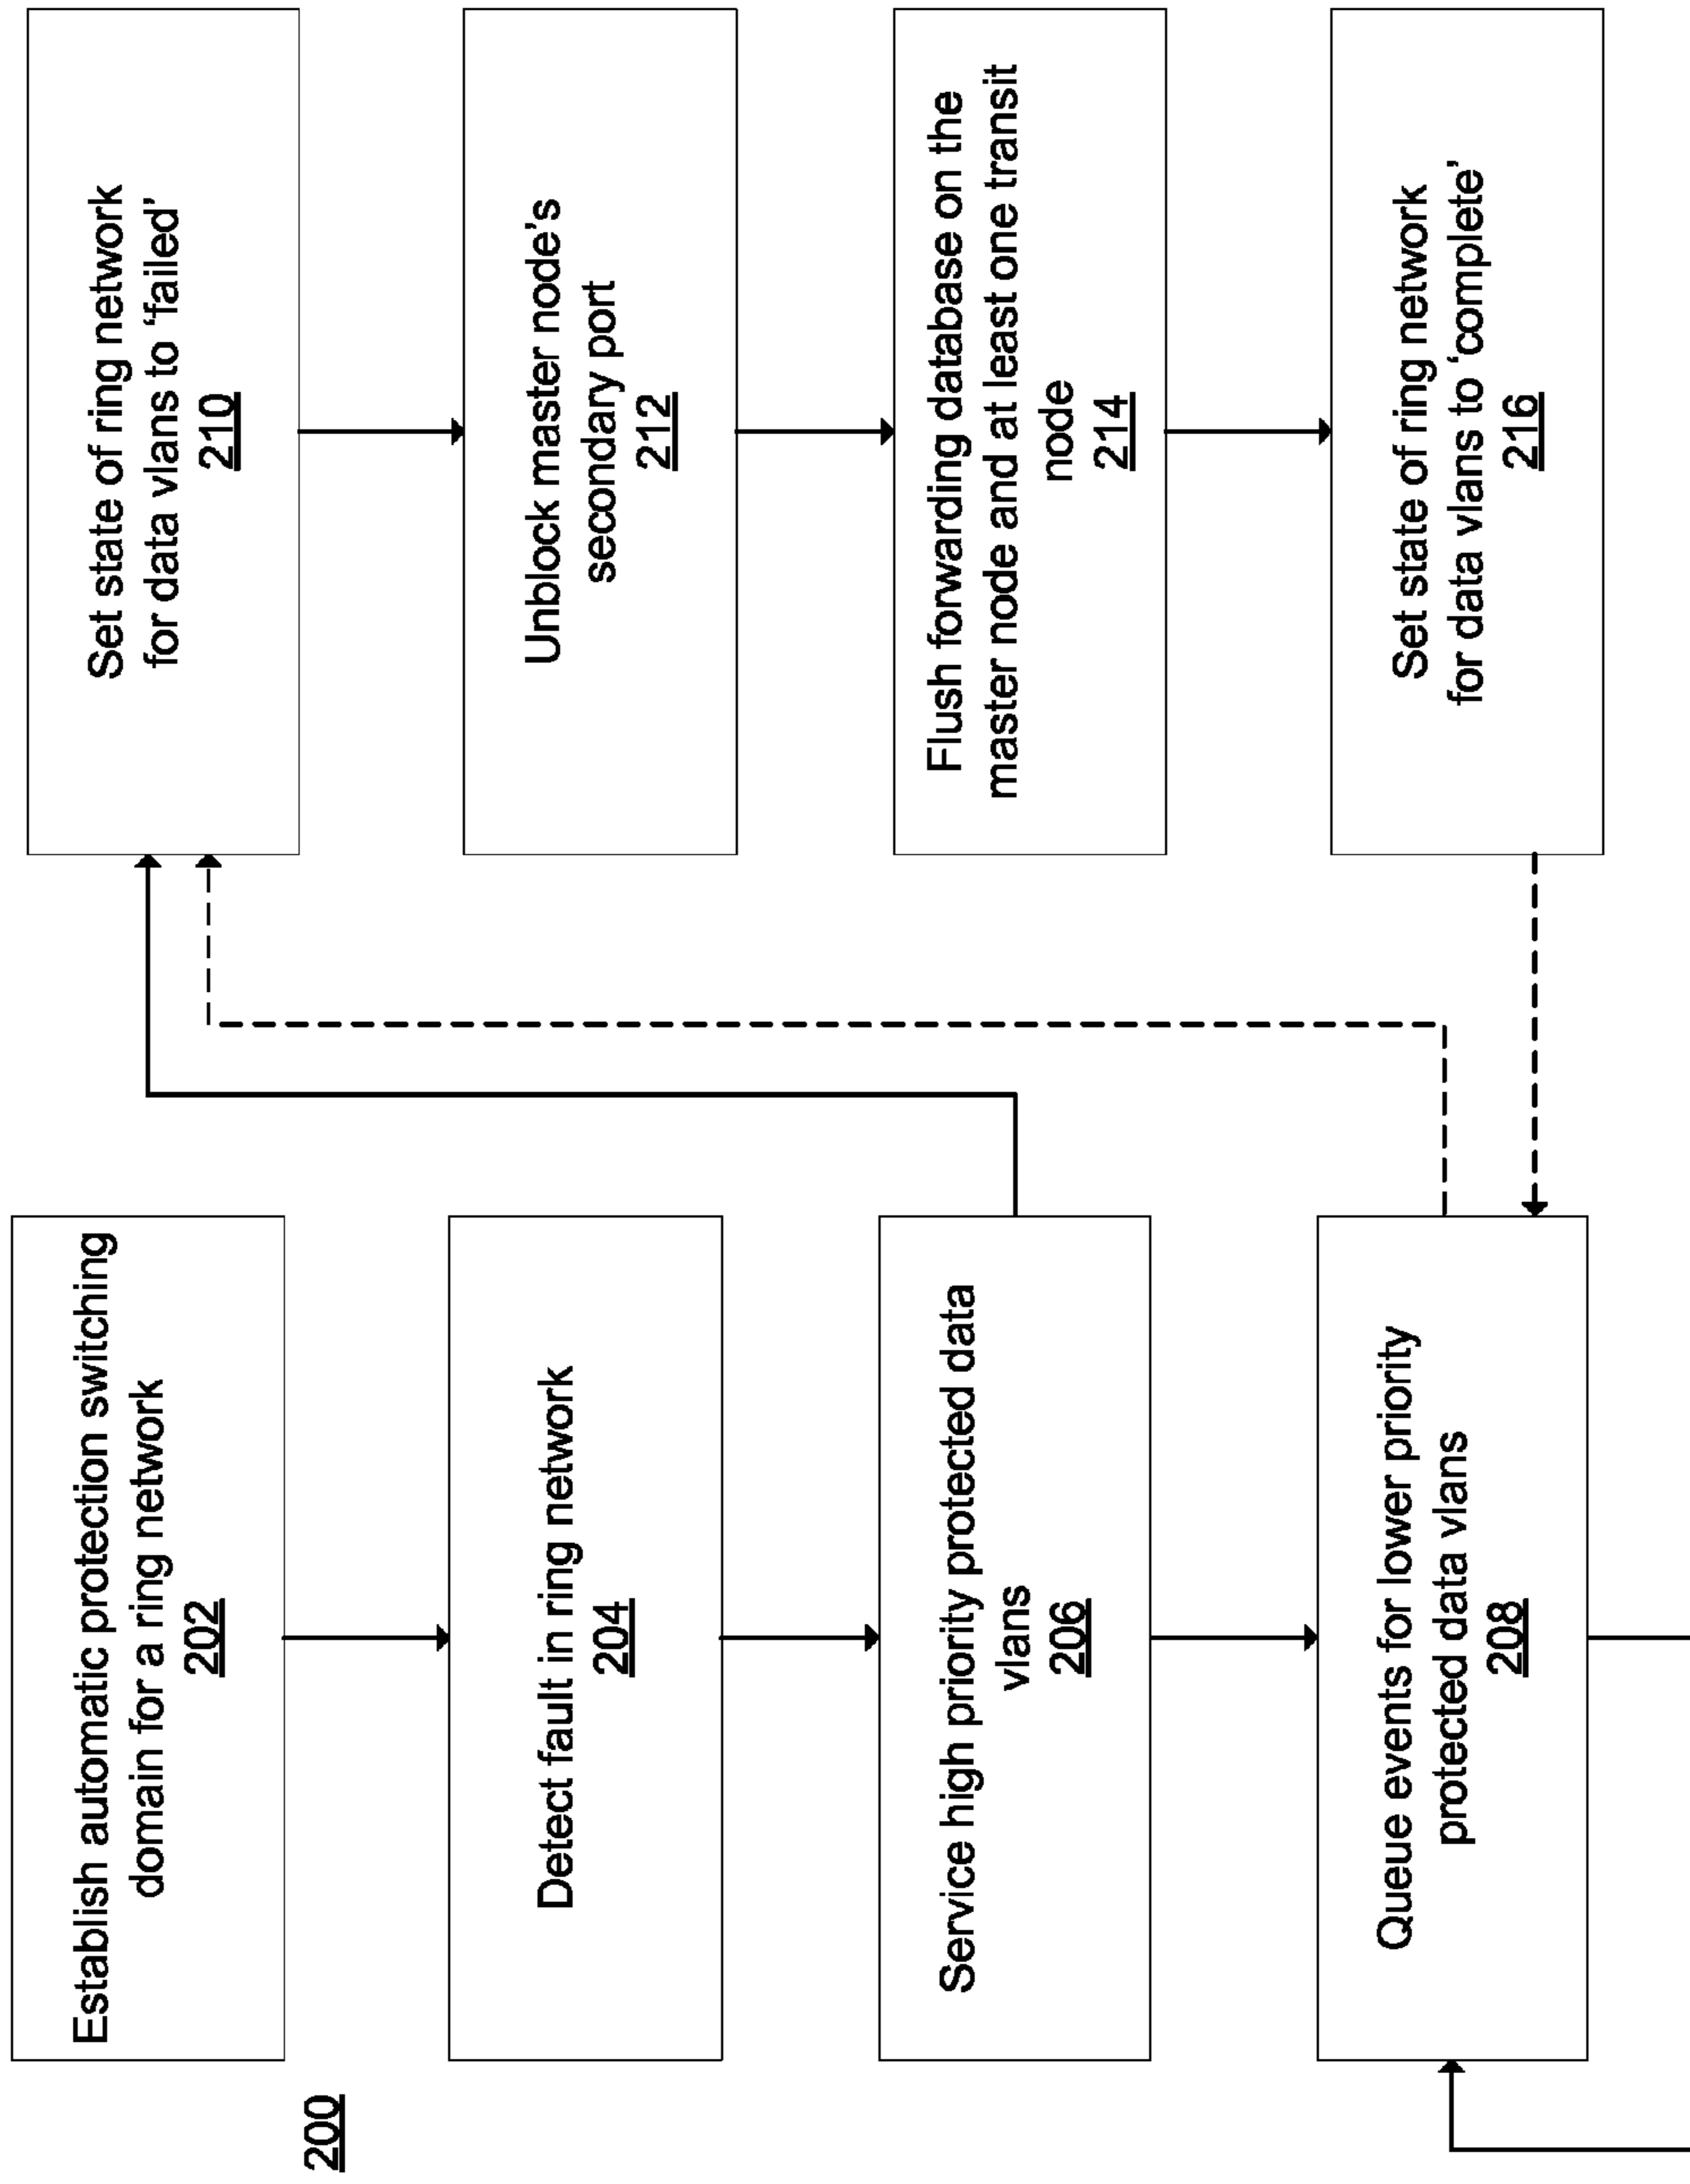 200
Establish automatic protection switching
domain for a ring network
202
Detect fault in ring network
204
Service high priority protected data
vlans
206
Queue events for lower priority
protected data vlans
208
Set state of ring network
for data vlans to ‘failed’
210
Unblock master node’s
secondary port
212
Flush forwarding database on the
master node and at least one transit
node
214
Set state of ring network
for data vlans to ‘complete’
216